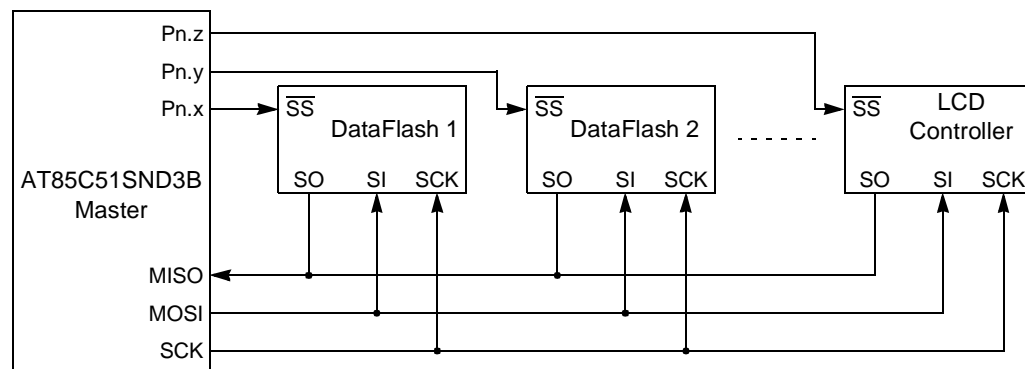 Pn.z
Pn.y
Pn.x
AT85C51SND3B
Master
MISO
MOSI
SCK
SS
DataFlash 1
SO SI SCK
SS
DataFlash 2
SO SI SCK
SS
LCD
Controller
SO SI SCK